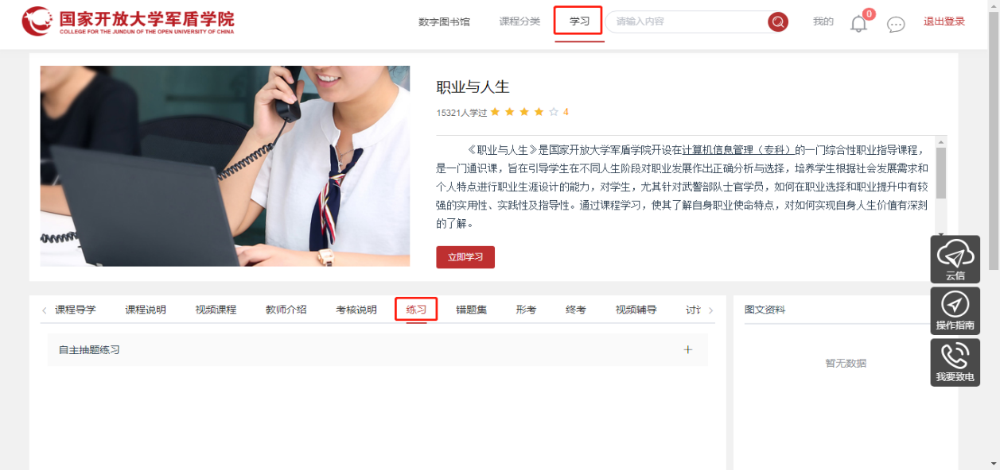 国家开放大学军盾学院
COLLEGE FOR THE JUNDUN OF THE OPEN UNIVERSITY OF CHINA
数字图书馆 课程分类 学习 请输入内容 我的 0 退出登录
职业与人生
15321人学过 4
《职业与人生》是国家开放大学军盾学院开设在计算机信息管理（专科）的一门综合性职业指导课程，
是一门通识课，旨在引导学生在不同人生阶段对职业发展作出正确分析与选择，培养学生根据社会发展需求和
个人特点进行职业生涯设计的能力，对学生，尤其针对武警部队士官学员，如何在职业选择和职业提升中有较
强的实用性、实践性及指导性。通过课程学习，使其了解自身职业使命特点，对如何实现自身人生价值有深刻
的了解。
立即学习
云信
操作指南
我要致电
课程导学 课程说明 视频课程 教师介绍 考核说明 练习 错题集 形考 终考 视频辅导 讨
自主抽题练习 +
图文资料
暂无数据